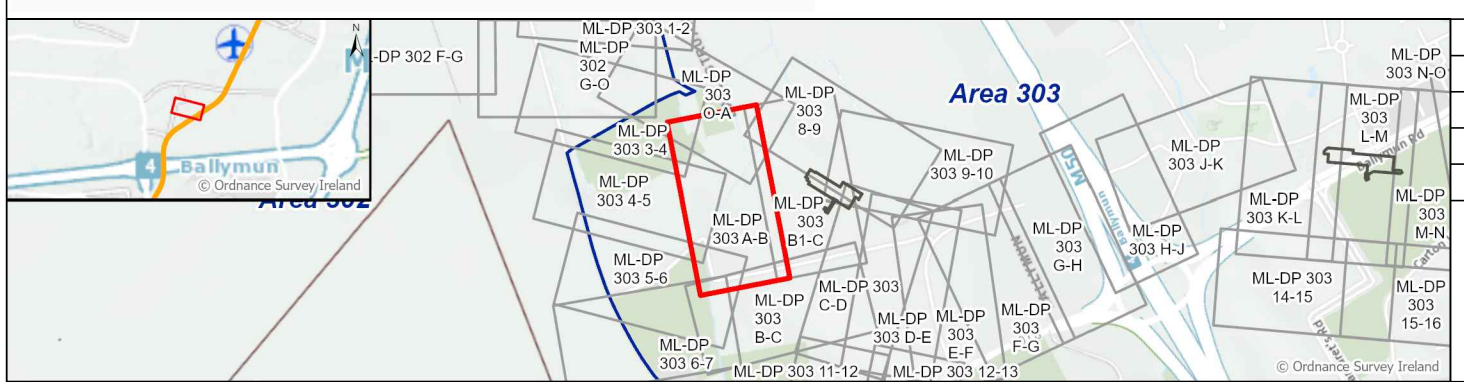 N
M
4
Ballymun
© Ordnance Survey Ireland
Area 302
-DP 302 F-G
ML-DP 303 1-2
ML-DP
302
G-O
ML-DP
303
O-A
ML-DP
303 3-4
ML-DP
303 4-5
ML-DP
303 5-6
ML-DP
303 6-7
ML-DP
303 A-B
ML-DP
303
B-C
ML-DP
303
8-9
ML-DP
303
B1-C
Area 303
ML-DP
303 9-10
ML-DP 303
C-D
ML-DP
303 D-E
ML-DP
303
E-F
ML-DP
303
F-G
ML-DP 303 11-12
ML-DP 303 12-13
ML-DP
303
G-H
M50
Ballymun
ML-DP
303 H-J
ML-DP
303 J-K
ML-DP
303 K-L
ML-DP
303
L-M
Ballymun Rd
ML-DP
303 N-O
ML-DP
303
M-N
ML-DP 303
14-15
ML-DP
303
15-16
© Ordnance Survey Ireland